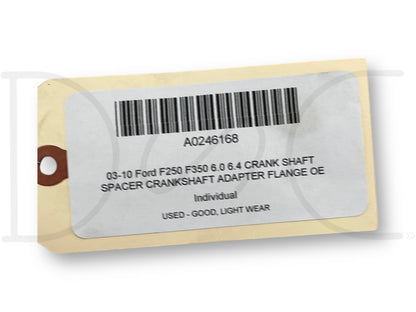 A0246168
03-10 Ford F250 F350 6.0 6.4 CRANK SHAFT
SPACER CRANKSHAFT ADAPTER FLANGE OE
Individual
USED - GOOD, LIGHT WEAR